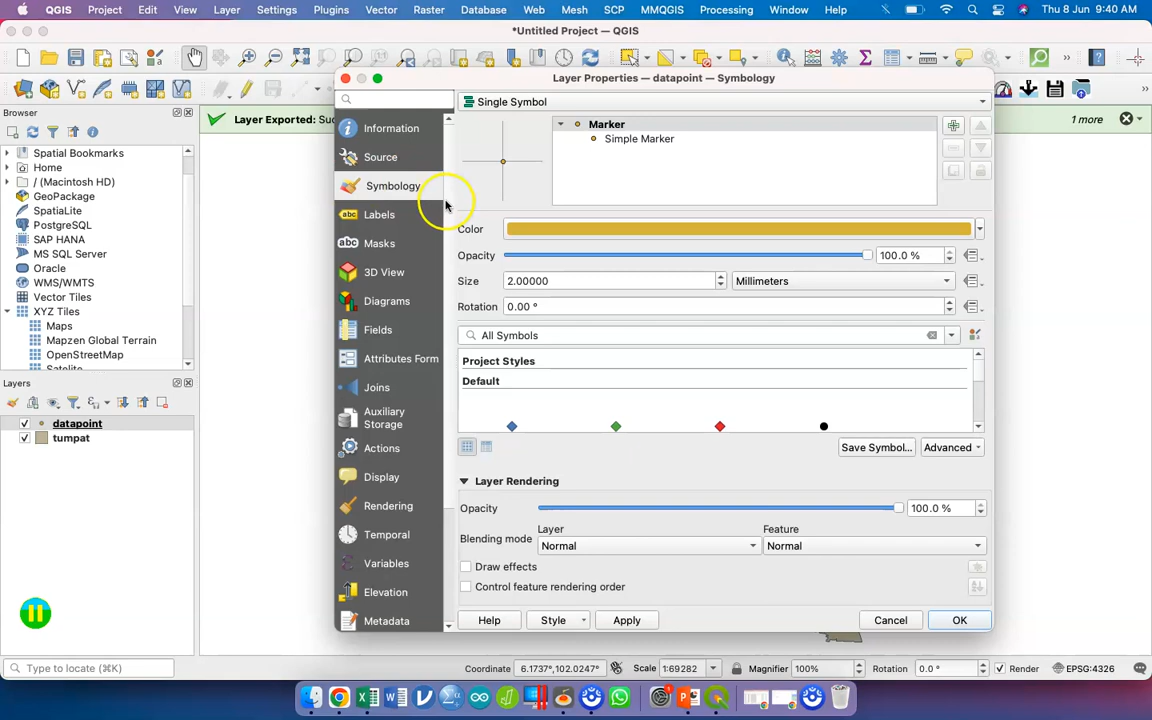 QGIS Project Edit View Layer Settings Plugins Vector Raster Database Web Mesh SCP MMQGIS Processing Window Help Thu 8 Jun 9:40 AM
*Untitled Project — QGIS
Layer Properties — datapoint — Symbology
Layer Exported: Suc
1 more
Browser
Spatial Bookmarks
Home
/ (Macintosh HD)
GeoPackage
SpatiaLite
PostgreSQL
SAP HANA
MS SQL Server
Oracle
WMS/WMTS
Vector Tiles
XYZ Tiles
Maps
Mapzen Global Terrain
OpenStreetMap
Satelite
Layers
datapoint
tumpat
Information
Source
Symbology
abc Labels
abc Masks
3D View
Diagrams
Fields
Attributes Form
Joins
Auxiliary
Storage
Actions
Display
Rendering
Temporal
Variables
Elevation
Metadata
Single Symbol
Marker
Simple Marker
Color
Opacity 100.0 %
Size 2.00000 Millimeters
Rotation 0.00 °
All Symbols
Project Styles
Default
Save Symbol... Advanced
Layer Rendering
Opacity 100.0 %
Layer Feature
Blending mode Normal Normal
Draw effects
Control feature rendering order
Help Style Apply Cancel OK
Type to locate (⌘K) Coordinate 6.1737°,102.0247° Scale 1:69282 Magnifier 100% Rotation 0.0 ° Render EPSG:4326